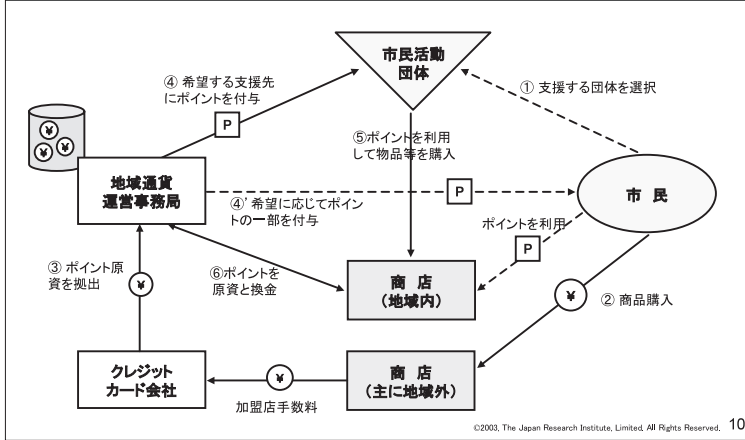 市民活動
団体
④ 希望する支援先
にポイントを付与
P
① 支援する団体を選択
¥
¥ ¥
⑤ポイントを利用
して物品等を購入
地域通貨
運営事務局
④’希望に応じてポイン
トの一部を付与
P
市 民
ポイントを利用
P
③ ポイント原
資を拠出
¥
⑥ポイントを
原資と換金
商 店
(地域内)
¥
② 商品購入
クレジット
カード会社
¥
加盟店手数料
商 店
(主に地域外)
©2003, The Japan Research Institute, Limited, All Rights Reserved. 10